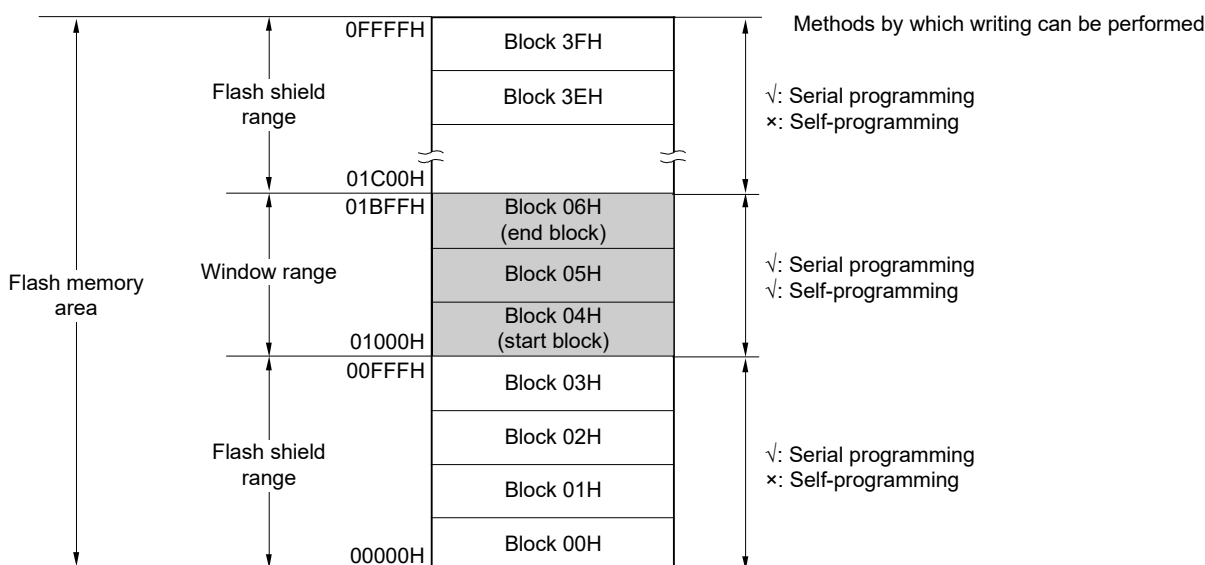 Methods by which writing can be performed
0FFFFH
Block 3FH
Flash shield
range
Block 3EH
√: Serial programming
×: Self-programming
01C00H
01BFFH
Block 06H
(end block)
Flash memory
area
Window range
Block 05H
√: Serial programming
√: Self-programming
Block 04H
(start block)
01000H
00FFFH
Block 03H
Block 02H
Flash shield
range
√: Serial programming
×: Self-programming
Block 01H
Block 00H
00000H